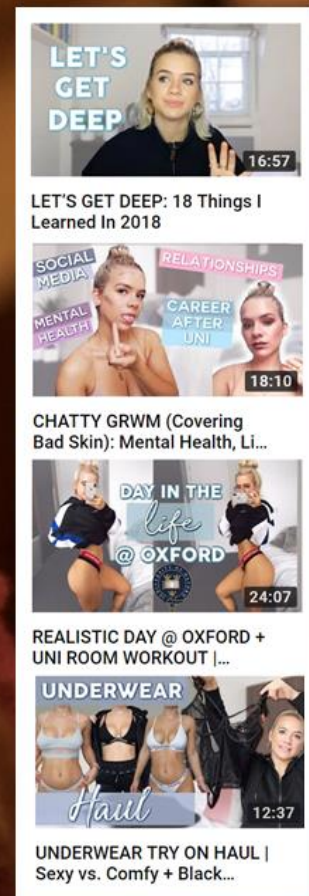 LET'S
GET
DEEP
16:57
LET'S GET DEEP: 18 Things I
Learned In 2018
SOCIAL
MEDIA
RELATIONSHIPS
MENTAL
HEALTH
CAREER
AFTER
UNI
18:10
CHATTY GRWM (Covering
Bad Skin): Mental Health, Li...
DAY IN THE
life
@ OXFORD
24:07
REALISTIC DAY @ OXFORD +
UNI ROOM WORKOUT |...
UNDERWEAR
Haul
12:37
UNDERWEAR TRY ON HAUL |
Sexy vs. Comfy + Black...